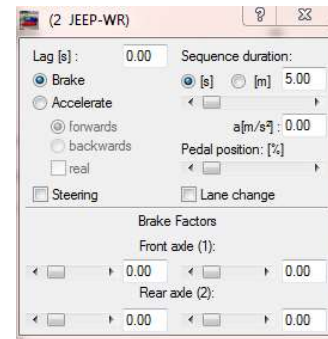 (2 JEEP-WR)
Lag [s] : 0.00 Sequence duration:
Brake [s] [m] 5.00
Accelerate
forwards a[m/s²] : 0.00
backwards Pedal position: [%]
real
Steering Lane change
Brake Factors
Front axle (1):
0.00 0.00
Rear axle (2):
0.00 0.00